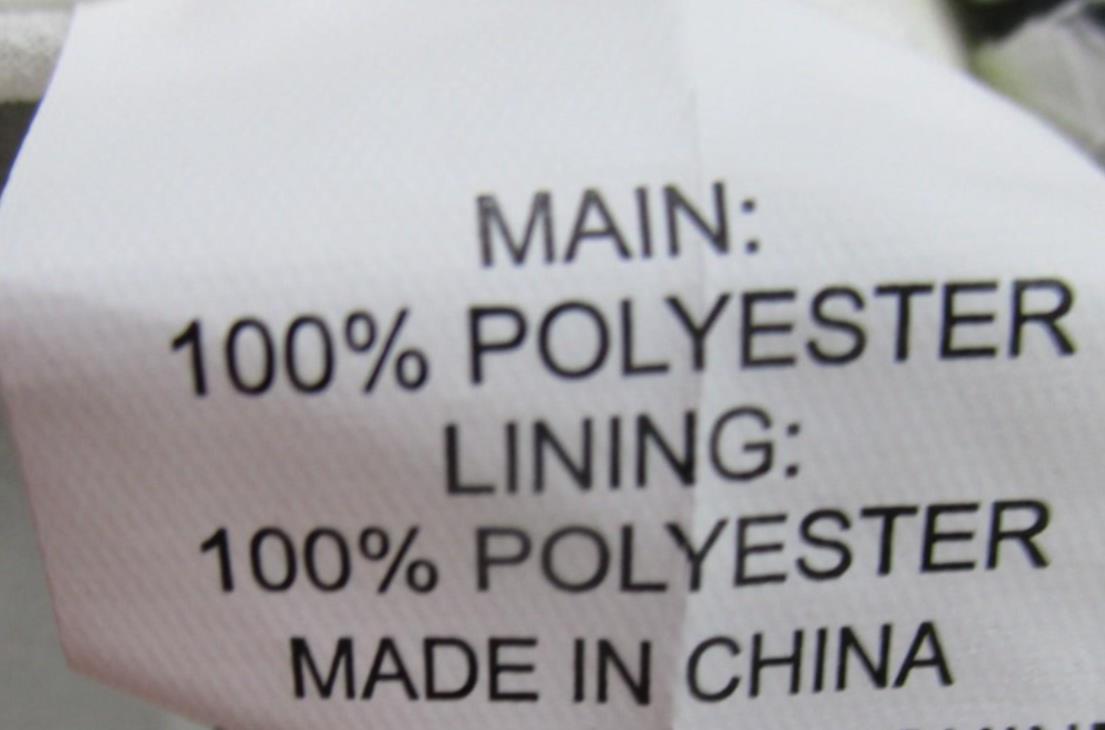 MAIN:
100% POLYESTER
LINING:
100% POLYESTER
MADE IN CHINA